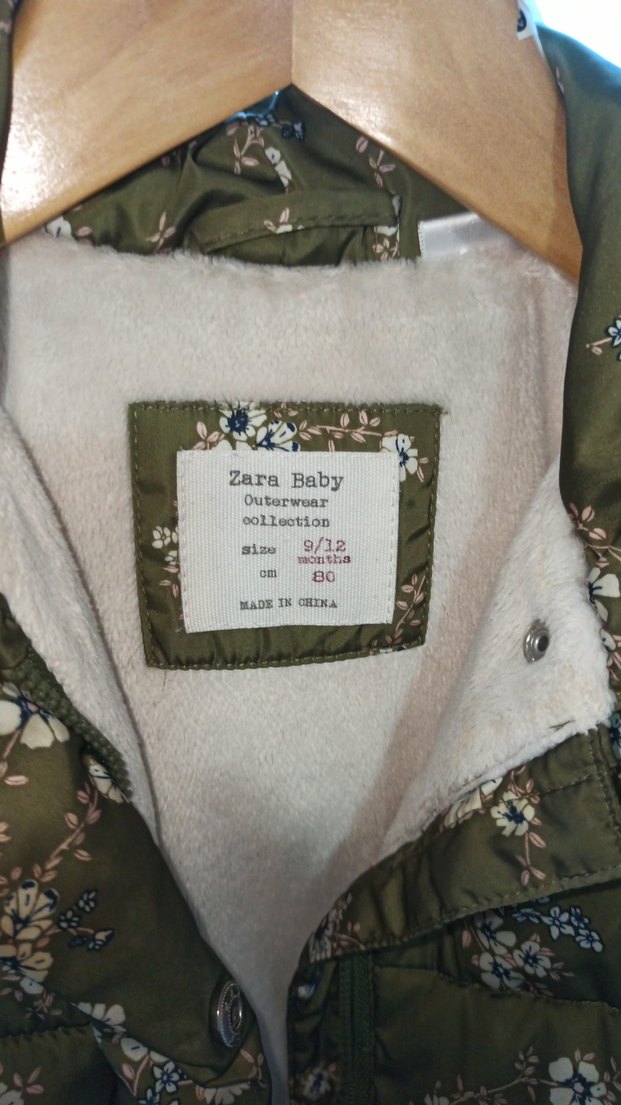 Zara Baby
Outerwear
collection
size 9/12
months
cm 80
MADE IN CHINA